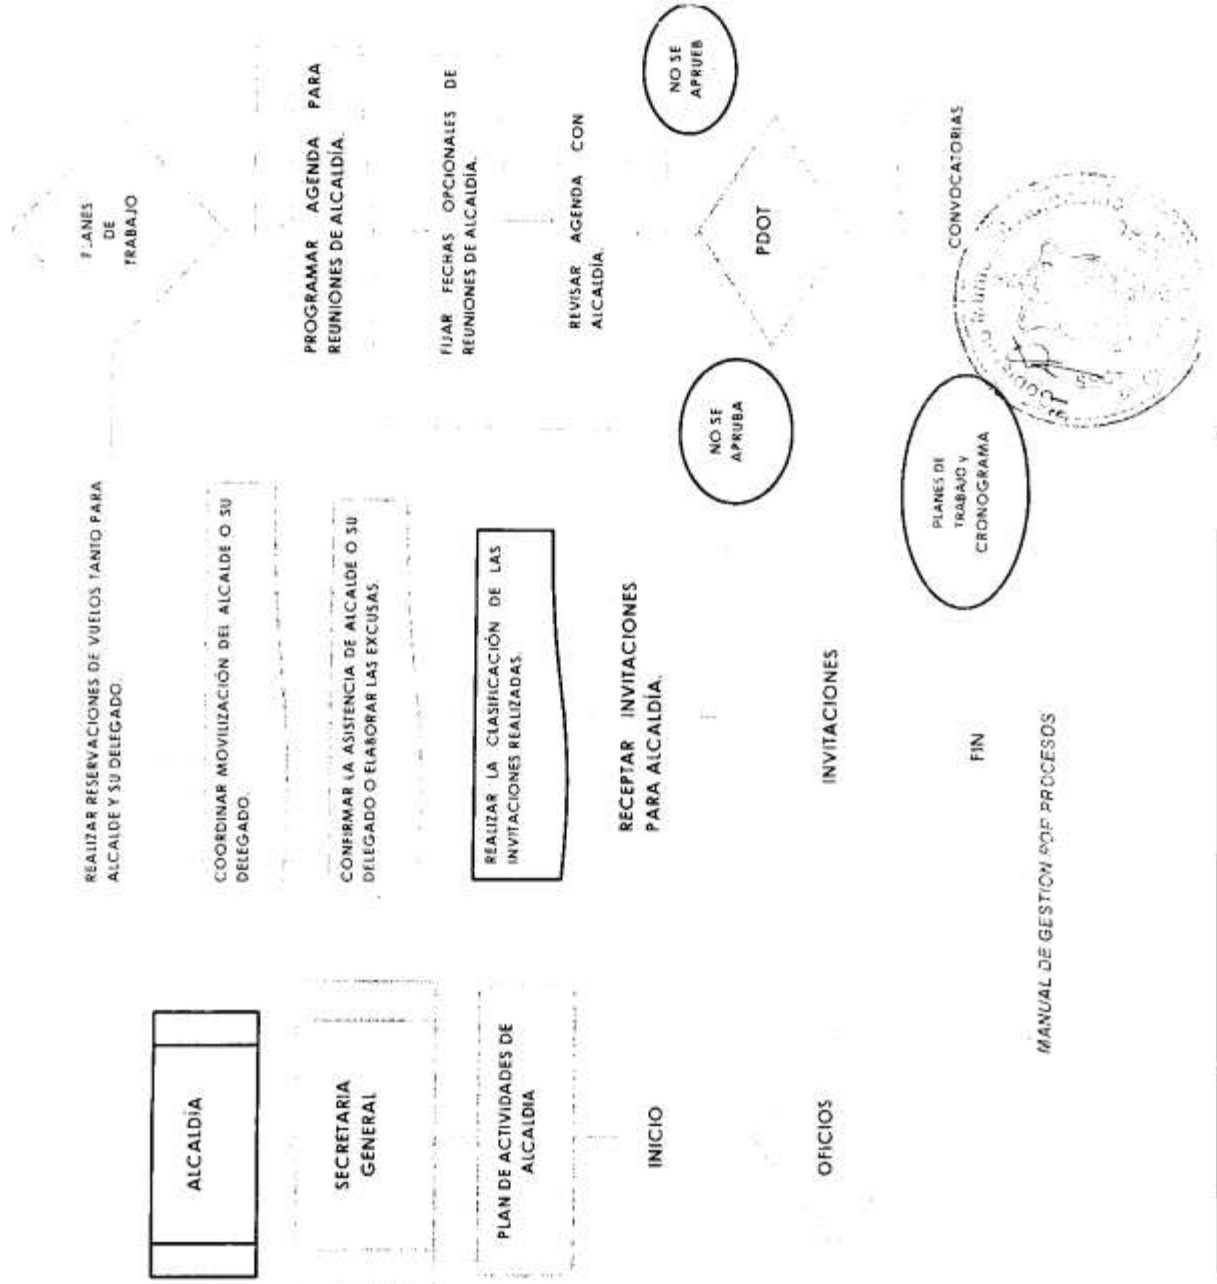 ALCALDÍA
SECRETARIA
GENERAL
PLAN DE ACTIVIDADES DE
ALCALDIA
INICIO
OFICIOS
REALIZAR RESERVACIONES DE VUELOS TANTO PARA
ALCALDE Y SU DELEGADO.
COORDINAR MOVILIZACIÓN DEL ALCALDE O SU
DELEGADO.
CONFIRMAR LA ASISTENCIA DE ALCALDE O SU
DELEGADO O ELABORAR LAS EXCUSAS.
REALIZAR LA CLASIFICACIÓN DE LAS
INVITACIONES REALIZADAS.
RECEPTAR INVITACIONES
PARA ALCALDÍA.
INVITACIONES
FIN
PLANES
DE
TRABAJO
PROGRAMAR AGENDA PARA
REUNIONES DE ALCALDÍA.
FIJAR FECHAS OPCIONALES DE
REUNIONES DE ALCALDÍA.
REVISAR AGENDA CON
ALCALDÍA.
NO SE
APRUEB
PDOT
NO SE
APRUBA
CONVOCATORIAS
PLANES DE
TRABAJO y
CRONOGRAMA
MANUAL DE GESTION POR PROCESOS